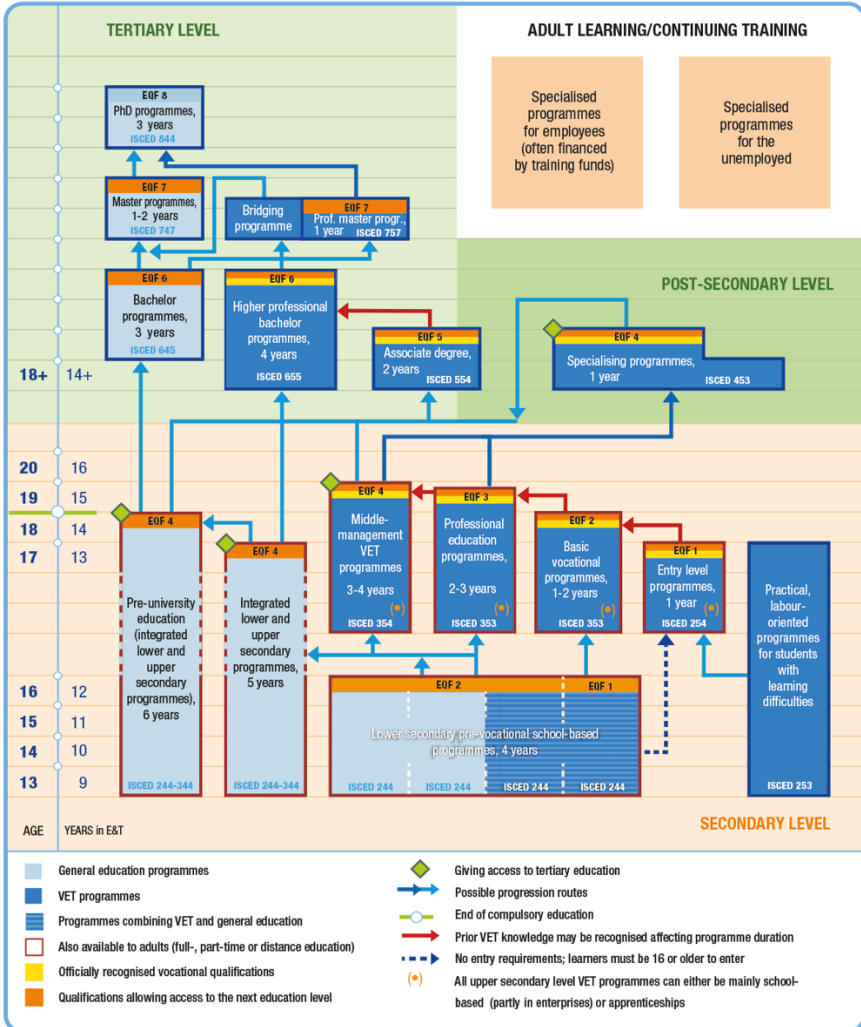 TERTIARY LEVEL
ADULT LEARNING/CONTINUING TRAINING
Specialised
programmes
for employees
(often financed
by training funds)
Specialised
programmes
for the
unemployed
EQF 8
PhD programmes,
3 years
ISCED 844
EQF 7
Master programmes,
1-2 years
ISCED 747
Bridging
programme
EQF 7
Prof. master progr.,
1 year
ISCED 757
POST-SECONDARY LEVEL
EQF 6
Bachelor
programmes,
3 years
ISCED 645
EQF 6
Higher professional
bachelor
programmes,
4 years
ISCED 655
EQF 5
Associate degree,
2 years
ISCED 554
EQF 4
Specialising programmes,
1 year
ISCED 453
18+ 14+
20 16
19 15
18 14
17 13
16 12
15 11
14 10
13 9
AGE YEARS in E&T
EQF 4
Pre-university
education
(integrated
lower and
upper
secondary
programmes),
6 years
ISCED 244-344
EQF 4
Integrated
lower and
upper
secondary
programmes,
5 years
ISCED 244-344
EQF 4
Middle-
management
VET
programmes
3-4 years
(•)
ISCED 354
EQF 3
Professional
education
programmes,
2-3 years
(•)
ISCED 353
EQF 2
Basic
vocational
programmes,
1-2 years
(•)
ISCED 353
EQF 1
Entry level
programmes,
1 year
(•)
ISCED 254
Practical,
labour-
oriented
programmes
for students
with
learning
difficulties
ISCED 253
EQF 2
EQF 1
Lower secondary pre-vocational school-based
programmes, 4 years
ISCED 244
ISCED 244
ISCED 244
ISCED 244
SECONDARY LEVEL
General education programmes
VET programmes
Programmes combining VET and general education
Also available to adults (full-, part-time or distance education)
Officially recognised vocational qualifications
Qualifications allowing access to the next education level
Giving access to tertiary education
Possible progression routes
End of compulsory education
Prior VET knowledge may be recognised affecting programme duration
No entry requirements; learners must be 16 or older to enter
(•) All upper secondary level VET programmes can either be mainly school-
based (partly in enterprises) or apprenticeships